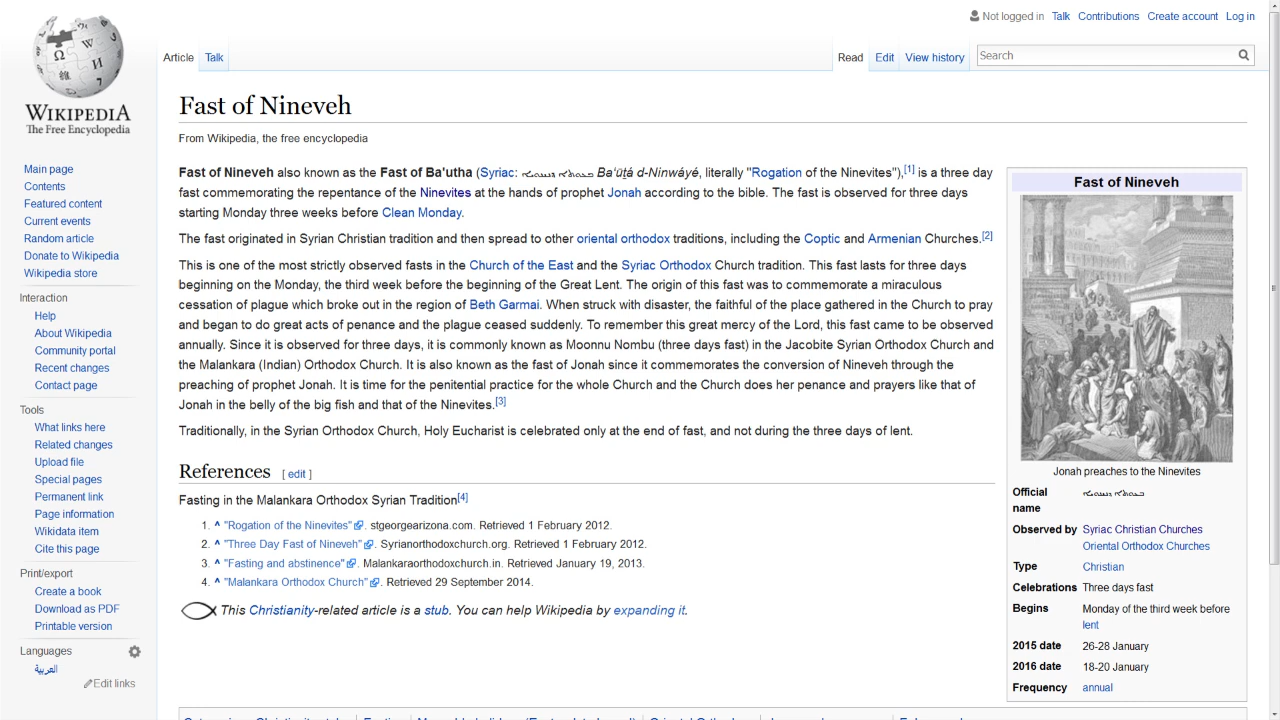 Not logged in Talk Contributions Create account Log in
Article Talk Read Edit View history Search
WIKIPEDIA
The Free Encyclopedia
Main page
Contents
Featured content
Current events
Random article
Donate to Wikipedia
Wikipedia store
Interaction
Help
About Wikipedia
Community portal
Recent changes
Contact page
Tools
What links here
Related changes
Upload file
Special pages
Permanent link
Page information
Wikidata item
Cite this page
Print/export
Create a book
Download as PDF
Printable version
Languages
العربية
Edit links
Fast of Nineveh
From Wikipedia, the free encyclopedia
Fast of Nineveh also known as the Fast of Ba'utha (Syriac: Ba'ūṯá d-Ninwáyé, literally "Rogation of the Ninevites"),[1] is a three day
fast commemorating the repentance of the Ninevites at the hands of prophet Jonah according to the bible. The fast is observed for three days
starting Monday three weeks before Clean Monday.
The fast originated in Syrian Christian tradition and then spread to other oriental orthodox traditions, including the Coptic and Armenian Churches.[2]
This is one of the most strictly observed fasts in the Church of the East and the Syriac Orthodox Church tradition. This fast lasts for three days
beginning on the Monday, the third week before the beginning of the Great Lent. The origin of this fast was to commemorate a miraculous
cessation of plague which broke out in the region of Beth Garmai. When struck with disaster, the faithful of the place gathered in the Church to pray
and began to do great acts of penance and the plague ceased suddenly. To remember this great mercy of the Lord, this fast came to be observed
annually. Since it is observed for three days, it is commonly known as Moonnu Nombu (three days fast) in the Jacobite Syrian Orthodox Church and
the Malankara (Indian) Orthodox Church. It is also known as the fast of Jonah since it commemorates the conversion of Nineveh through the
preaching of prophet Jonah. It is time for the penitential practice for the whole Church and the Church does her penance and prayers like that of
Jonah in the belly of the big fish and that of the Ninevites.[3]
Traditionally, in the Syrian Orthodox Church, Holy Eucharist is celebrated only at the end of fast, and not during the three days of lent.
References [ edit ]
Fasting in the Malankara Orthodox Syrian Tradition[4]
1. ^ "Rogation of the Ninevites". stgeorgearizona.com. Retrieved 1 February 2012.
2. ^ "Three Day Fast of Nineveh". Syrianorthodoxchurch.org. Retrieved 1 February 2012.
3. ^ "Fasting and abstinence". Malankaraorthodoxchurch.in. Retrieved January 19, 2013.
4. ^ "Malankara Orthodox Church". Retrieved 29 September 2014.
This Christianity-related article is a stub. You can help Wikipedia by expanding it.
Fast of Nineveh
Jonah preaches to the Ninevites
Official
name
Observed by Syriac Christian Churches
Oriental Orthodox Churches
Type Christian
Celebrations Three days fast
Begins Monday of the third week before
lent
2015 date 26-28 January
2016 date 18-20 January
Frequency annual